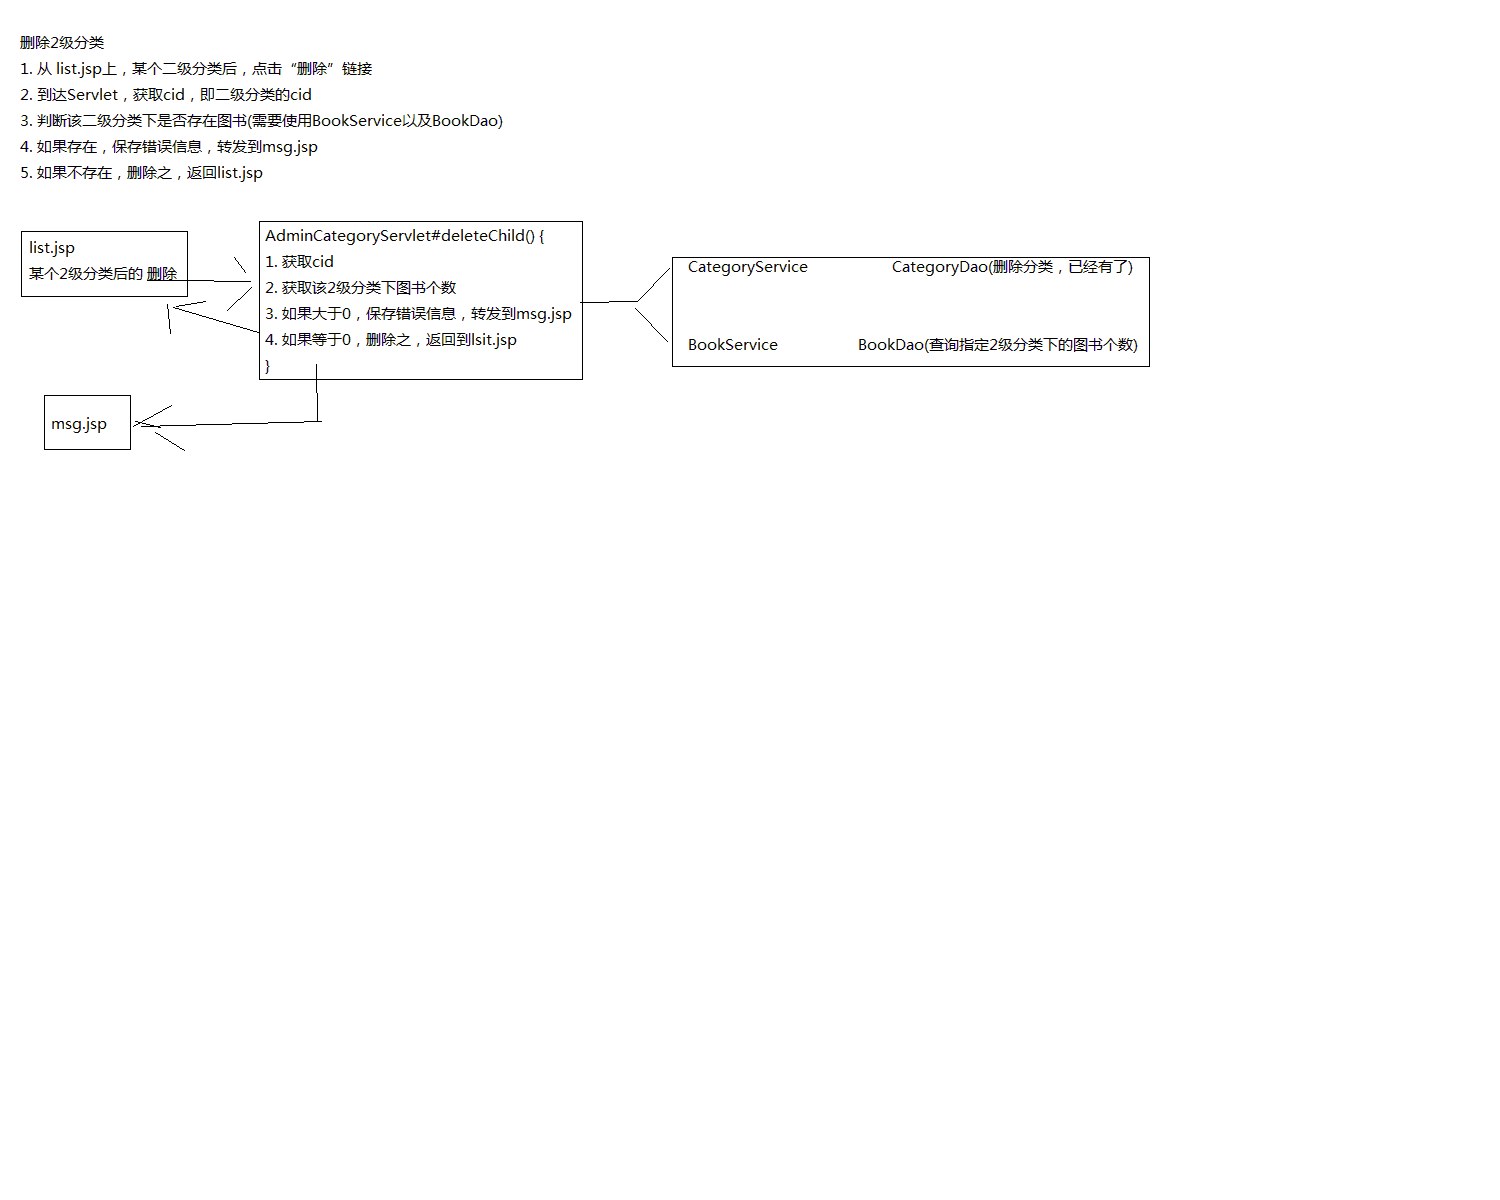 删除2级分类
1. 从 list.jsp上，某个二级分类后，点击“删除”链接
2. 到达Servlet，获取cid，即二级分类的cid
3. 判断该二级分类下是否存在图书(需要使用BookService以及BookDao)
4. 如果存在，保存错误信息，转发到msg.jsp
5. 如果不存在，删除之，返回list.jsp
list.jsp
某个2级分类后的 删除
AdminCategoryServlet#deleteChild() {
1. 获取cid
2. 获取该2级分类下图书个数
3. 如果大于0，保存错误信息，转发到msg.jsp
4. 如果等于0，删除之，返回到lsit.jsp
}
CategoryService CategoryDao(删除分类，已经有了)
BookService BookDao(查询指定2级分类下的图书个数)
msg.jsp